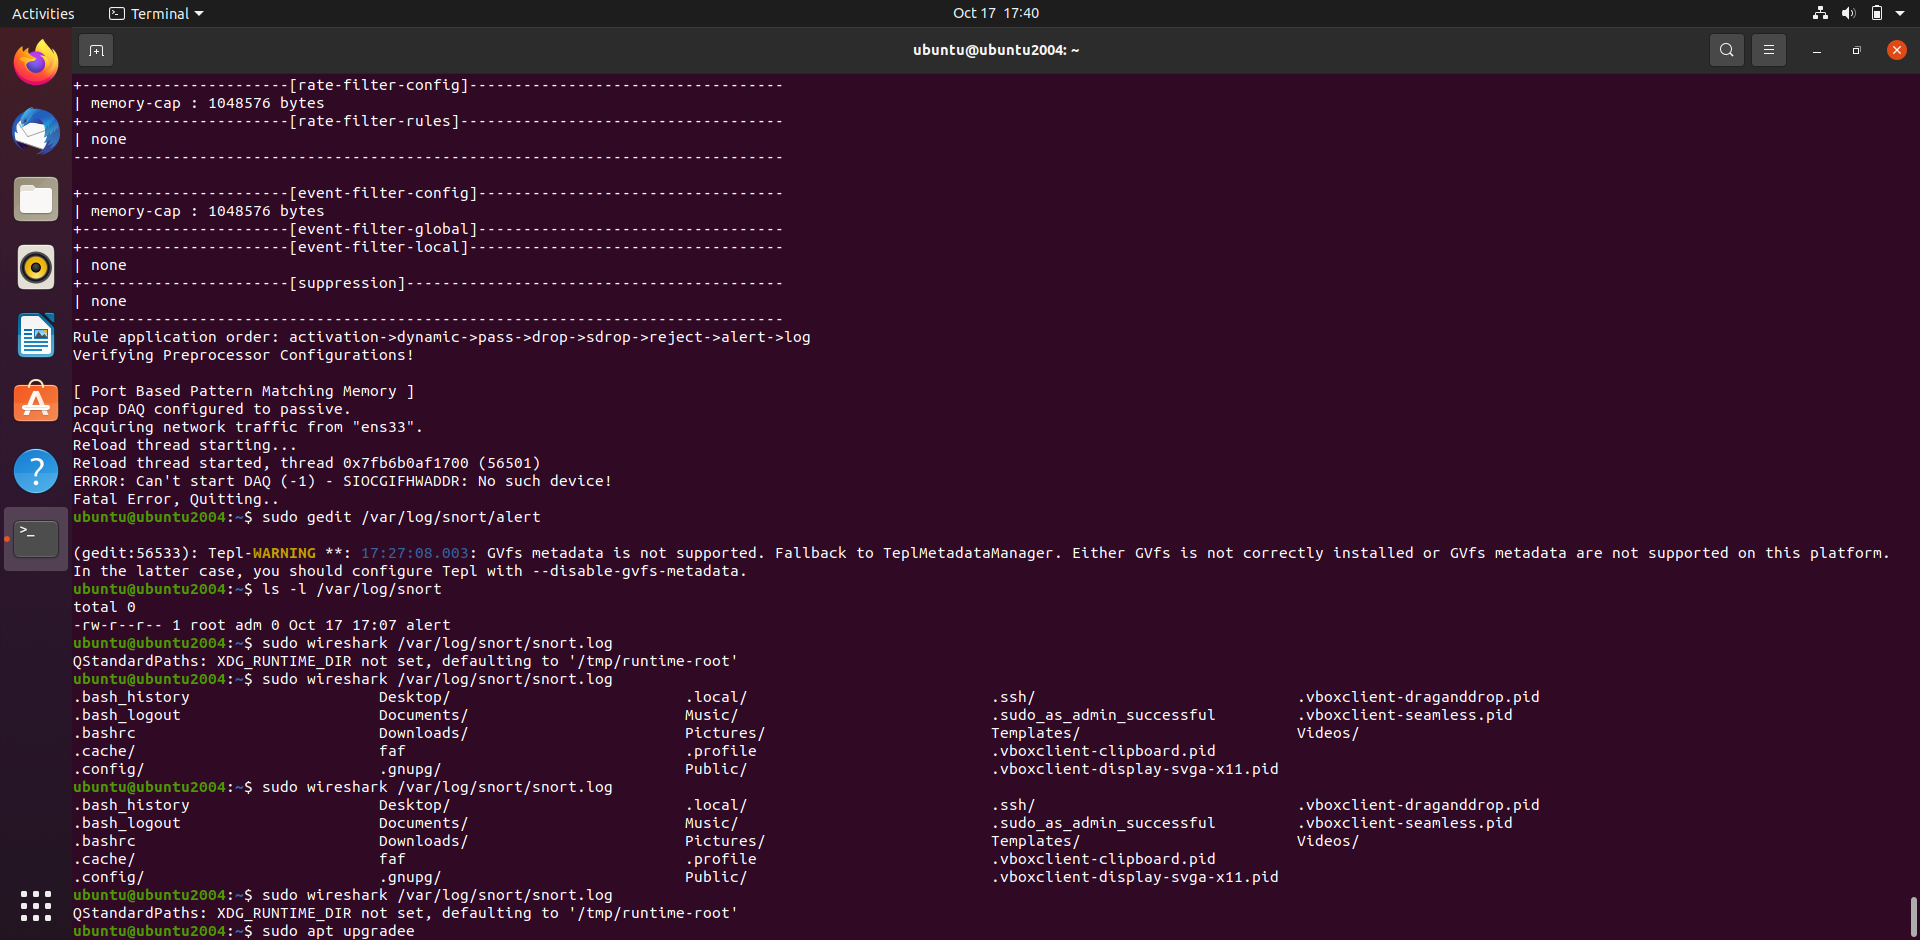 Activities Terminal Oct 17 17:40
ubuntu@ubuntu2004: ~
+-----------------------[rate-filter-config]-----------------------------------
| memory-cap : 1048576 bytes
+-----------------------[rate-filter-rules]------------------------------------
| none
-------------------------------------------------------------------------------
+-----------------------[event-filter-config]----------------------------------
| memory-cap : 1048576 bytes
+-----------------------[event-filter-global]----------------------------------
+-----------------------[event-filter-local]-----------------------------------
| none
+-----------------------[suppression]------------------------------------------
| none
-------------------------------------------------------------------------------
Rule application order: activation->dynamic->pass->drop->sdrop->reject->alert->log
Verifying Preprocessor Configurations!
[ Port Based Pattern Matching Memory ]
pcap DAQ configured to passive.
Acquiring network traffic from "ens33".
Reload thread starting...
Reload thread started, thread 0x7fb6b0af1700 (56501)
ERROR: Can't start DAQ (-1) - SIOCGIFHWADDR: No such device!
Fatal Error, Quitting..
ubuntu@ubuntu2004:~$ sudo gedit /var/log/snort/alert
(gedit:56533): Tepl-WARNING **: 17:27:08.003: GVfs metadata is not supported. Fallback to TeplMetadataManager. Either GVfs is not correctly installed or GVfs metadata are not supported on this platform.
In the latter case, you should configure Tepl with --disable-gvfs-metadata.
ubuntu@ubuntu2004:~$ ls -l /var/log/snort
total 0
-rw-r--r-- 1 root adm 0 Oct 17 17:07 alert
ubuntu@ubuntu2004:~$ sudo wireshark /var/log/snort/snort.log
QStandardPaths: XDG_RUNTIME_DIR not set, defaulting to '/tmp/runtime-root'
ubuntu@ubuntu2004:~$ sudo wireshark /var/log/snort/snort.log
.bash_history Desktop/ .local/ .ssh/ .vboxclient-draganddrop.pid
.bash_logout Documents/ Music/ .sudo_as_admin_successful .vboxclient-seamless.pid
.bashrc Downloads/ Pictures/ Templates/ Videos/
.cache/ faf .profile .vboxclient-clipboard.pid
.config/ .gnupg/ Public/ .vboxclient-display-svga-x11.pid
ubuntu@ubuntu2004:~$ sudo wireshark /var/log/snort/snort.log
.bash_history Desktop/ .local/ .ssh/ .vboxclient-draganddrop.pid
.bash_logout Documents/ Music/ .sudo_as_admin_successful .vboxclient-seamless.pid
.bashrc Downloads/ Pictures/ Templates/ Videos/
.cache/ faf .profile .vboxclient-clipboard.pid
.config/ .gnupg/ Public/ .vboxclient-display-svga-x11.pid
ubuntu@ubuntu2004:~$ sudo wireshark /var/log/snort/snort.log
QStandardPaths: XDG_RUNTIME_DIR not set, defaulting to '/tmp/runtime-root'
ubuntu@ubuntu2004:~$ sudo apt upgradee